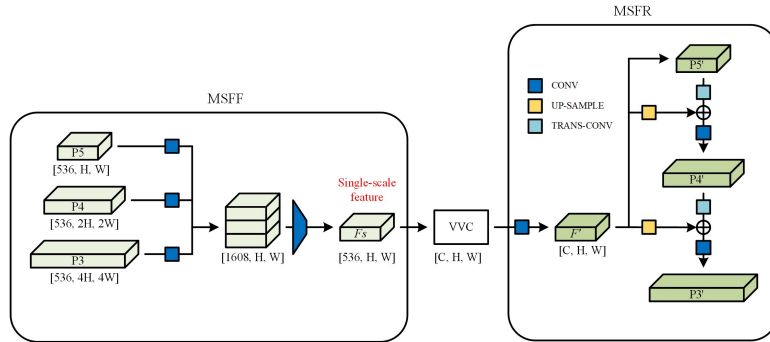 MSFR
MSFF
P5
[536, H, W]
P4
[536, 2H, 2W]
P3
[536, 4H, 4W]
[1608, H, W]
Single-scale
feature
Fs
[536, H, W]
VVC
[C, H, W]
F'
[C, H, W]
CONV
UP-SAMPLE
TRANS-CONV
P5'
P4'
P3'